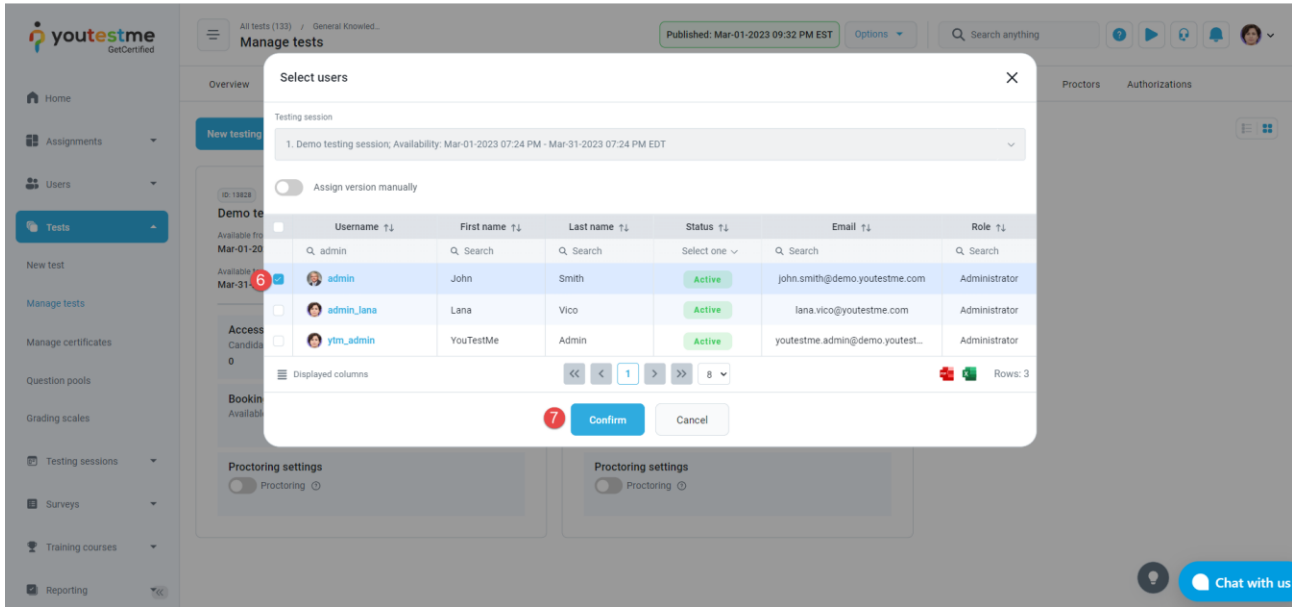 youtestme
GetCertified
All tests (133) / General Knowled...
Manage tests
Published: Mar-01-2023 09:32 PM EST
Options
Search anything
Home
Assignments
Users
Tests
New test
Manage tests
Manage certificates
Question pools
Grading scales
Testing sessions
Surveys
Training courses
Reporting
Overview
Proctors
Authorizations
New testing
ID: 13828
Demo te
Available fro
Mar-01-20
Available
Mar-31-
Access
Candida
0
Bookin
Availabl
Proctoring settings
Proctoring
Proctoring settings
Proctoring
Select users
Testing session
1. Demo testing session; Availability: Mar-01-2023 07:24 PM - Mar-31-2023 07:24 PM EDT
Assign version manually
Username First name Last name Status Email Role
admin Search Search Select one Search Search
6 admin John Smith Active john.smith@demo.youtestme.com Administrator
admin_lana Lana Vico Active lana.vico@youtestme.com Administrator
ytm_admin YouTestMe Admin Active youtestme.admin@demo.youtest... Administrator
Displayed columns << < 1 > >> 8 Rows: 3
7 Confirm Cancel
Chat with us